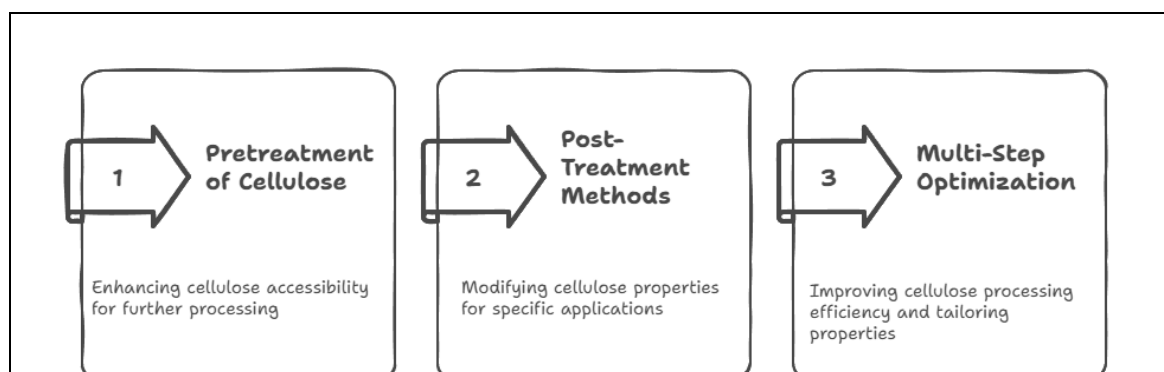 1
Pretreatment
of Cellulose
Enhancing cellulose accessibility
for further processing
2
Post-
Treatment
Methods
Modifying cellulose properties
for specific applications
3
Multi-Step
Optimization
Improving cellulose processing
efficiency and tailoring
properties